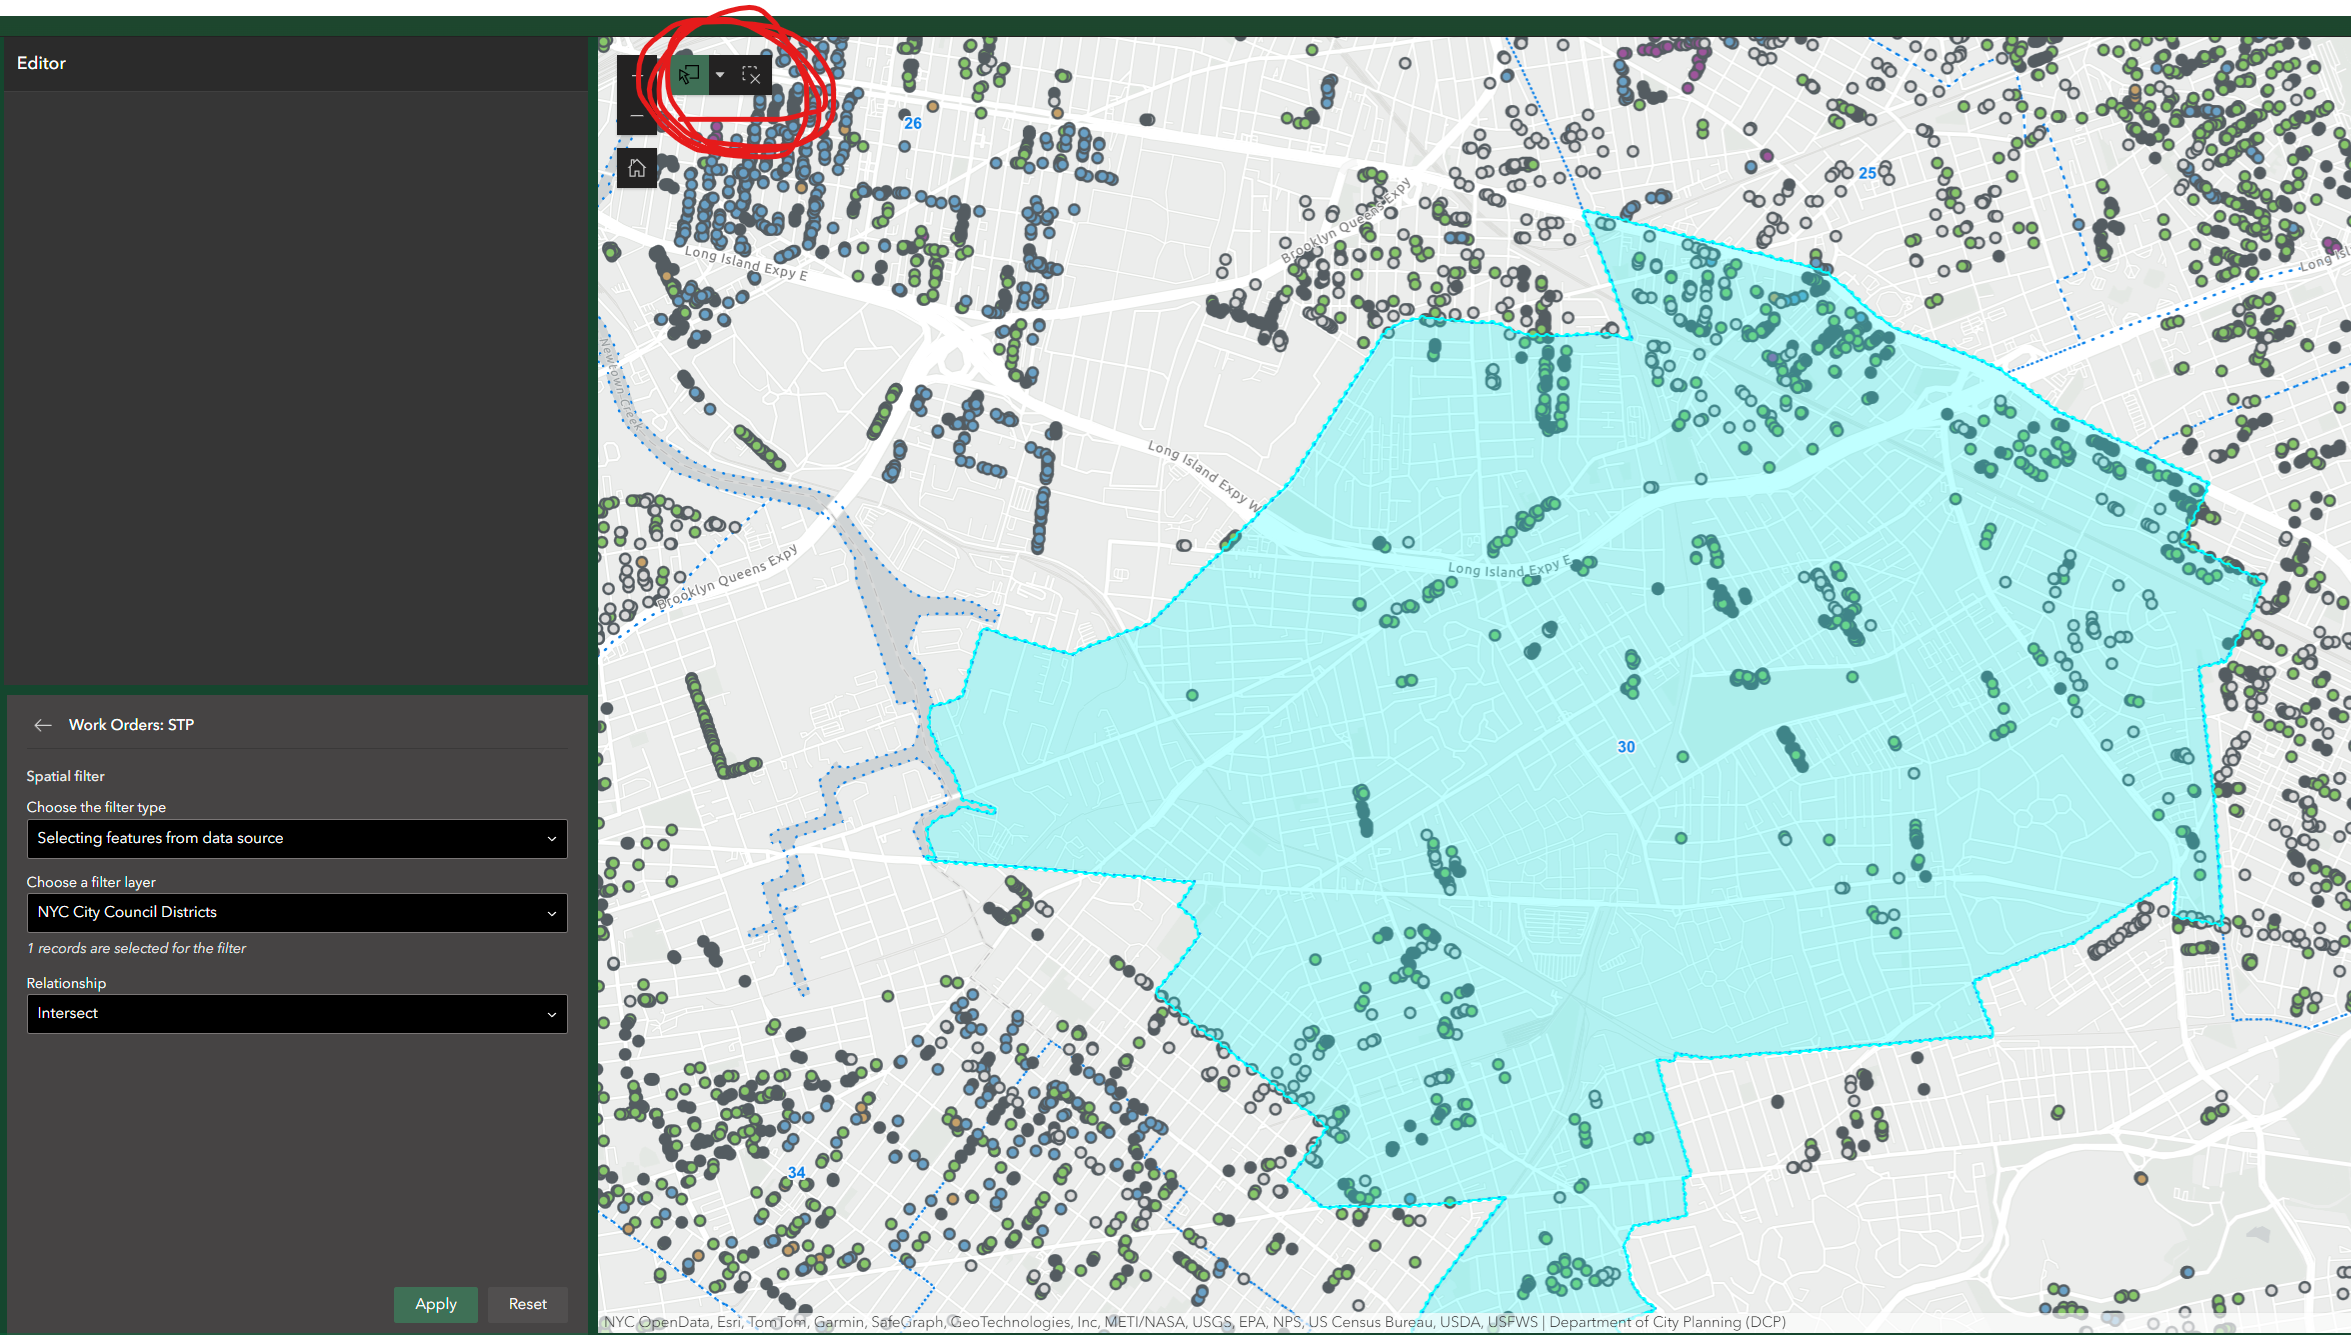 Editor
Work Orders: STP
Spatial filter
Choose the filter type
Selecting features from data source
Choose a filter layer
NYC City Council Districts
1 records are selected for the filter
Relationship
Intersect
Apply
Reset
26
25
Brooklyn Queens Expy
Long Island Expy E
Long Isl
Newtown Creek
Long Island Expy W
Brooklyn Queens Expy
Long Island Expy E
30
34
NYC OpenData, Esri, TomTom, Garmin, SafeGraph, GeoTechnologies, Inc, METI/NASA, USGS, EPA, NPS, US Census Bureau, USDA, USFWS | Department of City Planning (DCP)